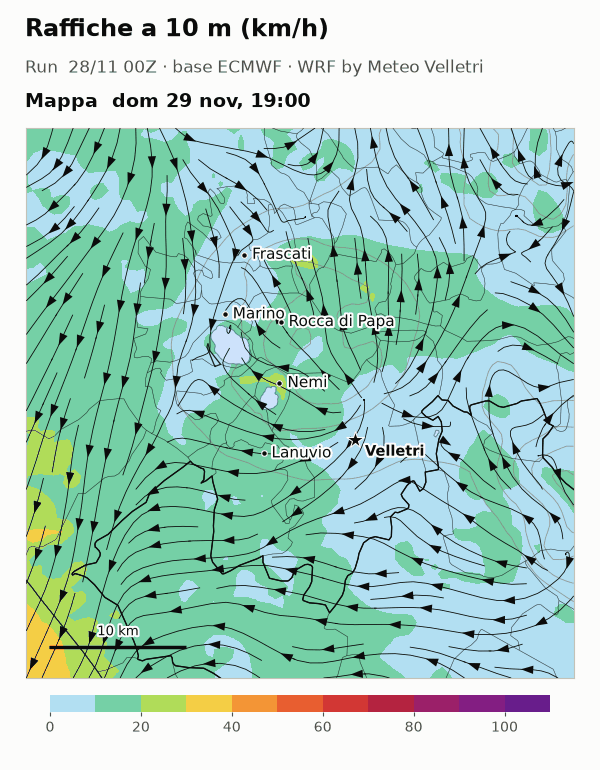 Raffiche a 10 m (km/h)
Run 28/11 00Z · base ECMWF · WRF by Meteo Velletri
Mappa dom 29 nov, 19:00
Frascati
Marino
Rocca di Papa
Nemi
Velletri
Lanuvio
10 km
0 20 40 60 80 100